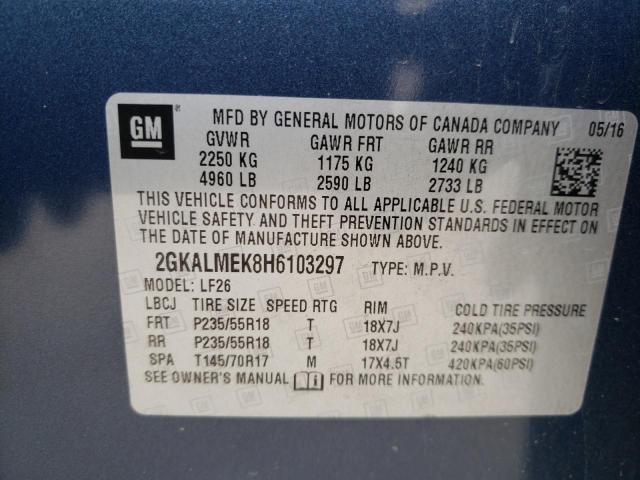 GM ®
MFD BY GENERAL MOTORS OF CANADA COMPANY 05/16
GVWR GAWR FRT GAWR RR
2250 KG 1175 KG 1240 KG
4960 LB 2590 LB 2733 LB
THIS VEHICLE CONFORMS TO ALL APPLICABLE U.S. FEDERAL MOTOR
VEHICLE SAFETY AND THEFT PREVENTION STANDARDS IN EFFECT ON
THE DATE OF MANUFACTURE SHOWN ABOVE.
2GKALMEK8H6103297 TYPE: M.P.V.
MODEL: LF26
LBCJ TIRE SIZE SPEED RTG RIM COLD TIRE PRESSURE
FRT P235/55R18 T 18X7J 240KPA(35PSI)
RR P235/55R18 T 18X7J 240KPA(35PSI)
SPA T145/70R17 M 17X4.5T 420KPA(60PSI)
SEE OWNER'S MANUAL FOR MORE INFORMATION.